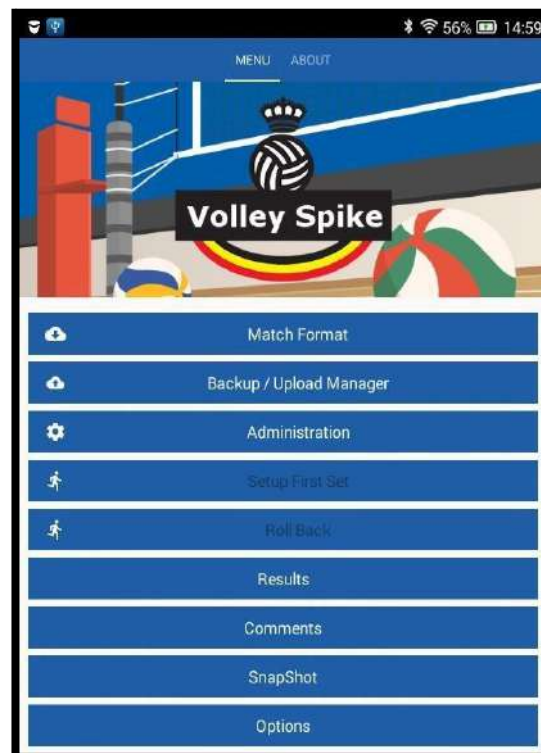 56% 14:59
MENU ABOUT
Volley Spike
Match Format
Backup / Upload Manager
Administration
Setup First Set
Roll Back
Results
Comments
SnapShot
Options